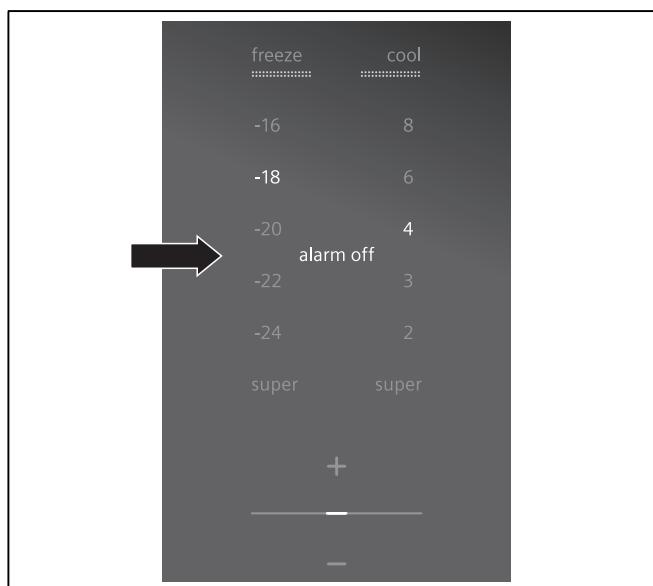 freeze cool
-16 8
-18 6
-20 4
alarm off
-22 3
-24 2
super super
+
−